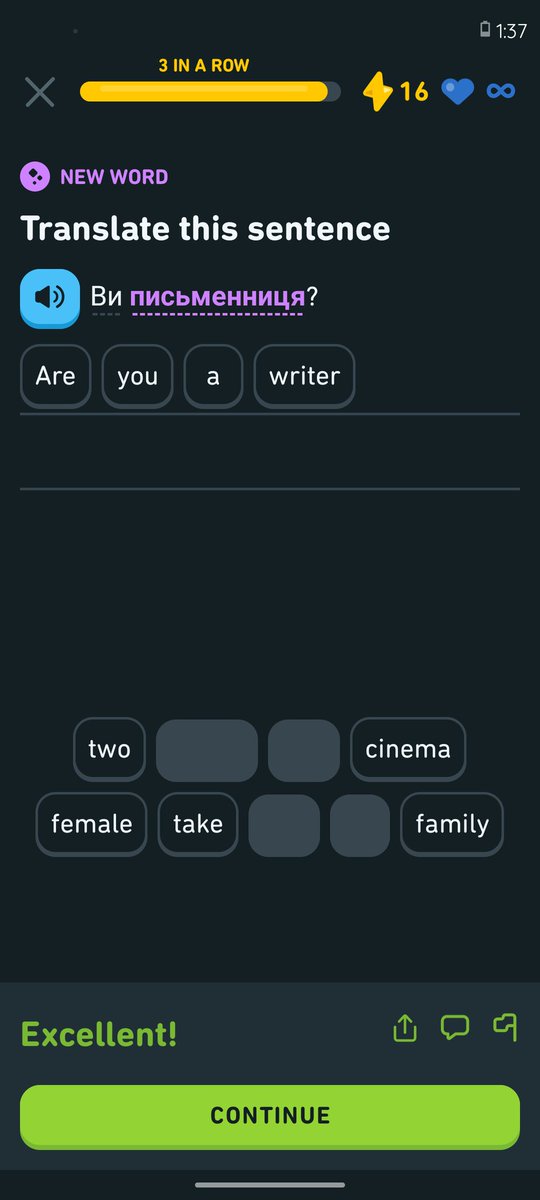 1:37
3 IN A ROW
16
NEW WORD
Translate this sentence
Ви письменниця?
Are you a writer
two cinema
female take family
Excellent!
CONTINUE